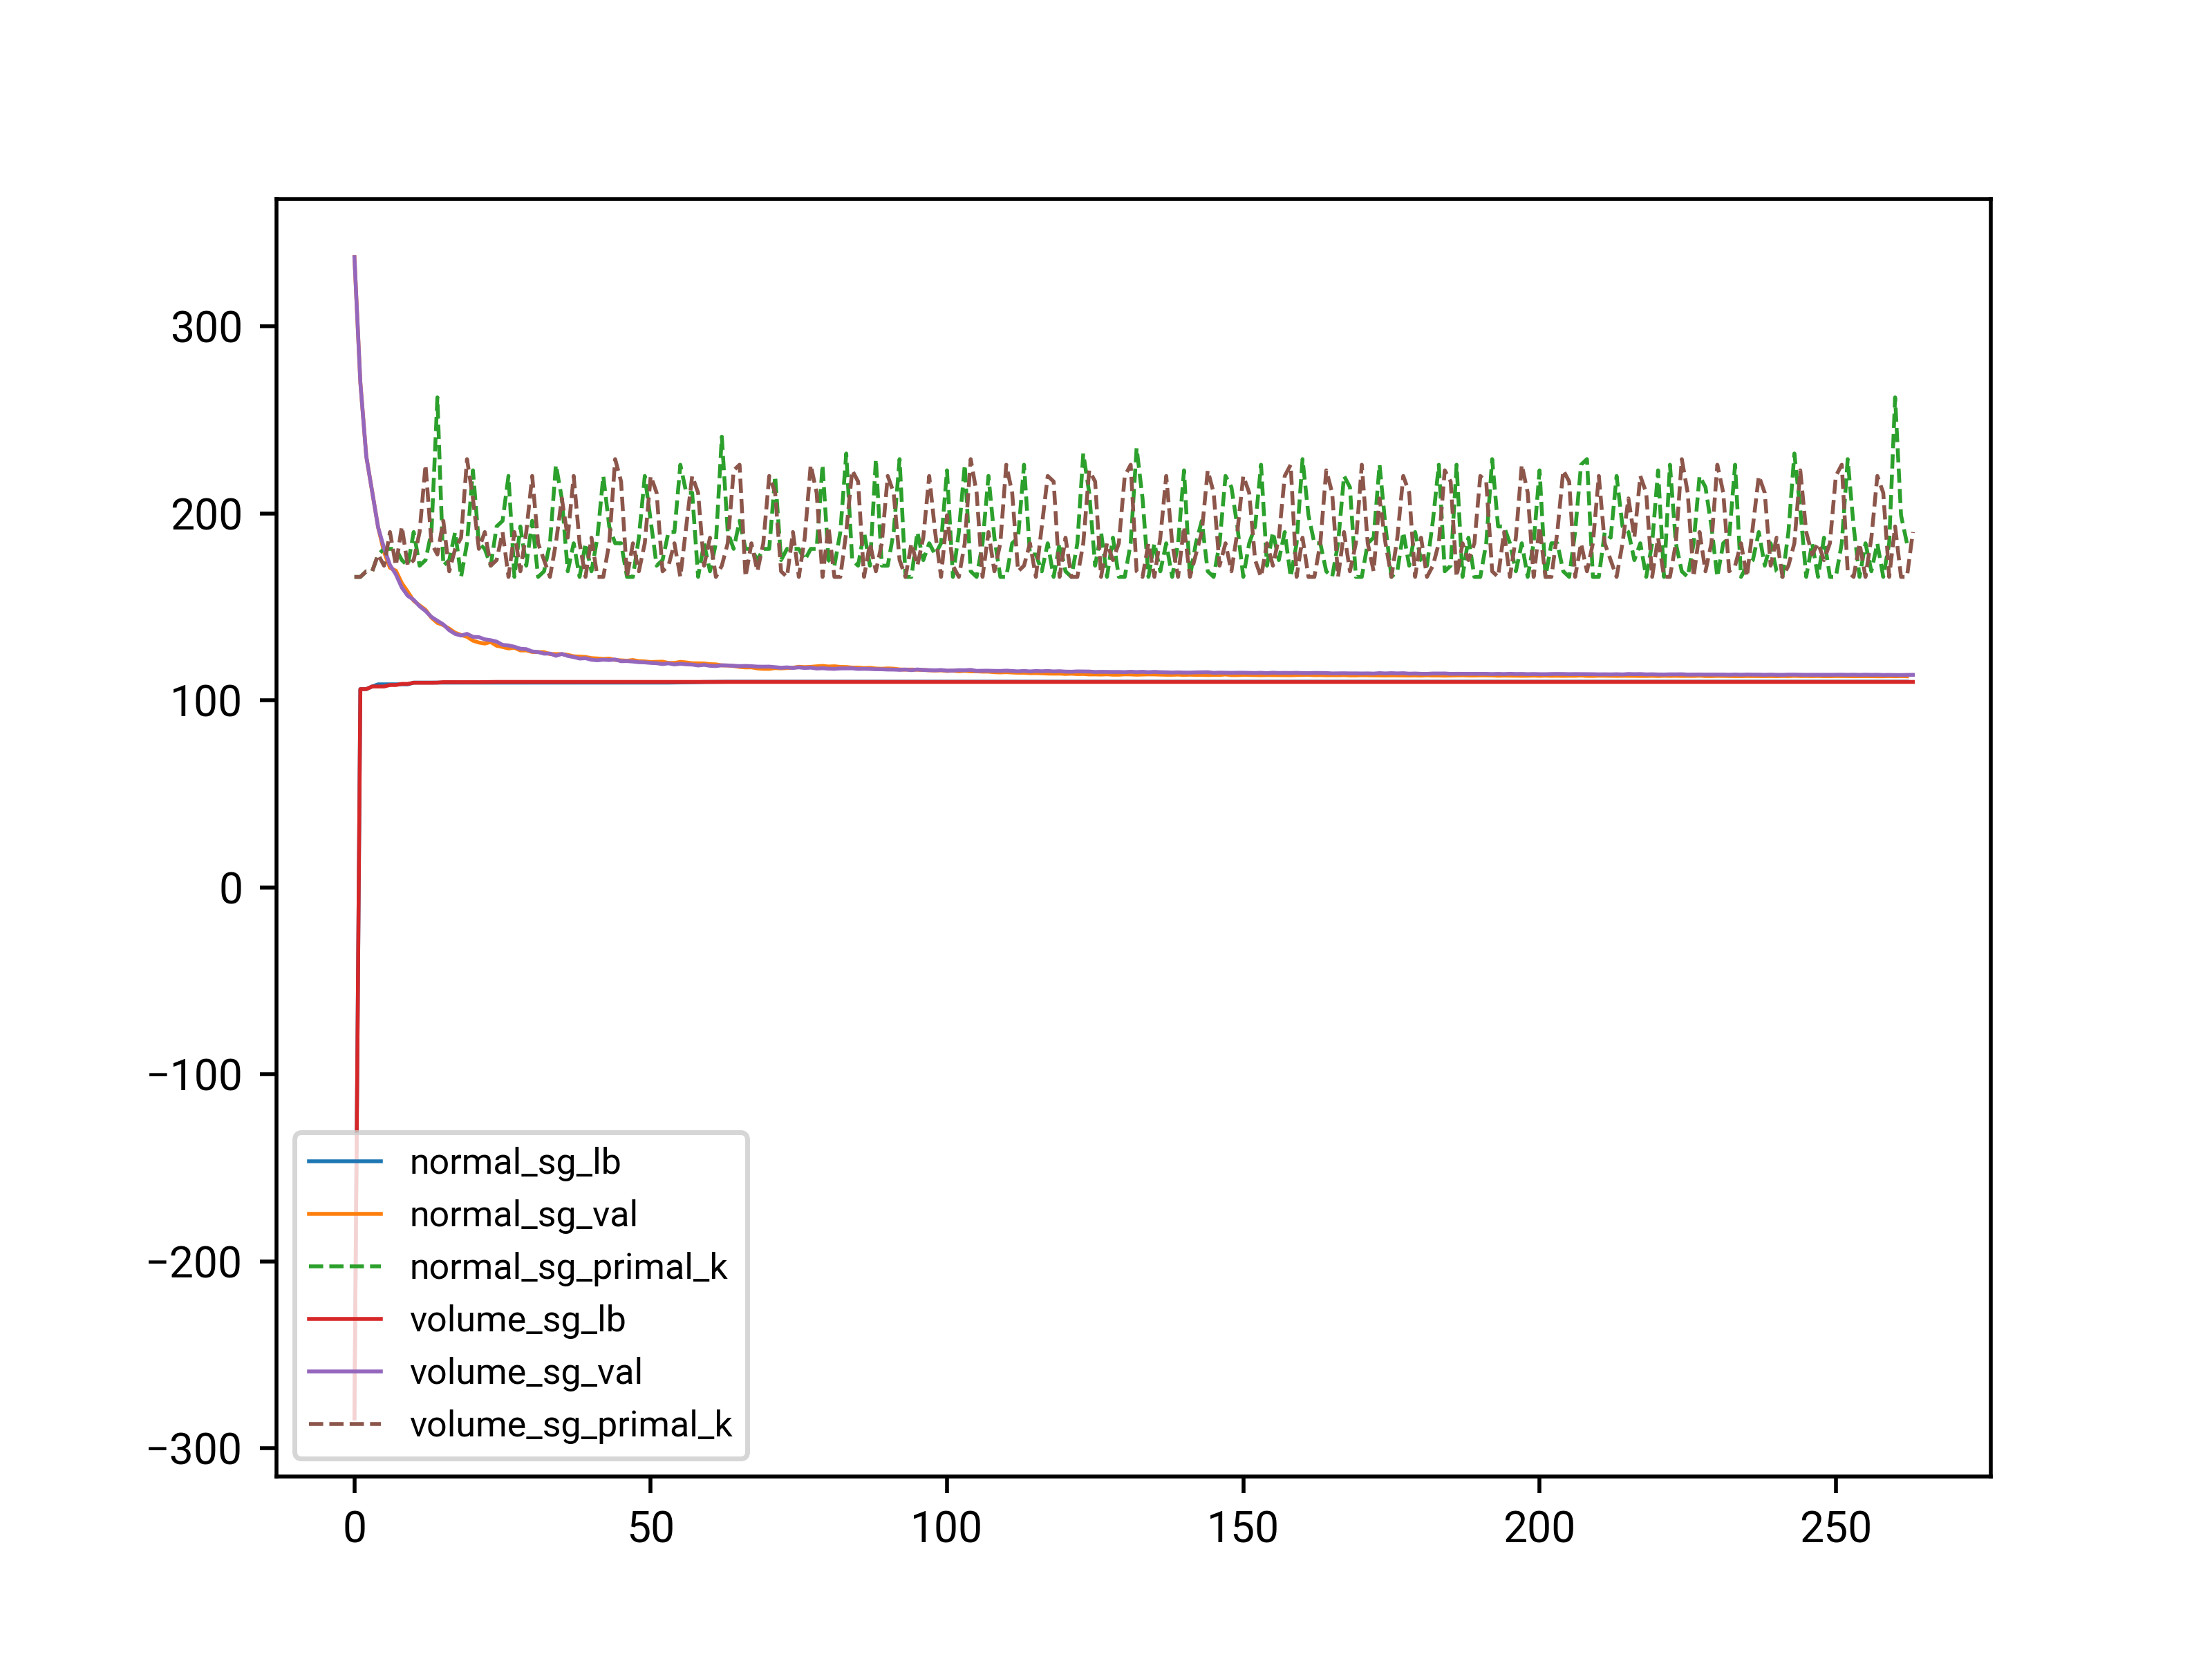 300
200
100
0
−100
−200
−300
normal_sg_lb
normal_sg_val
normal_sg_primal_k
volume_sg_lb
volume_sg_val
volume_sg_primal_k
0 50 100 150 200 250